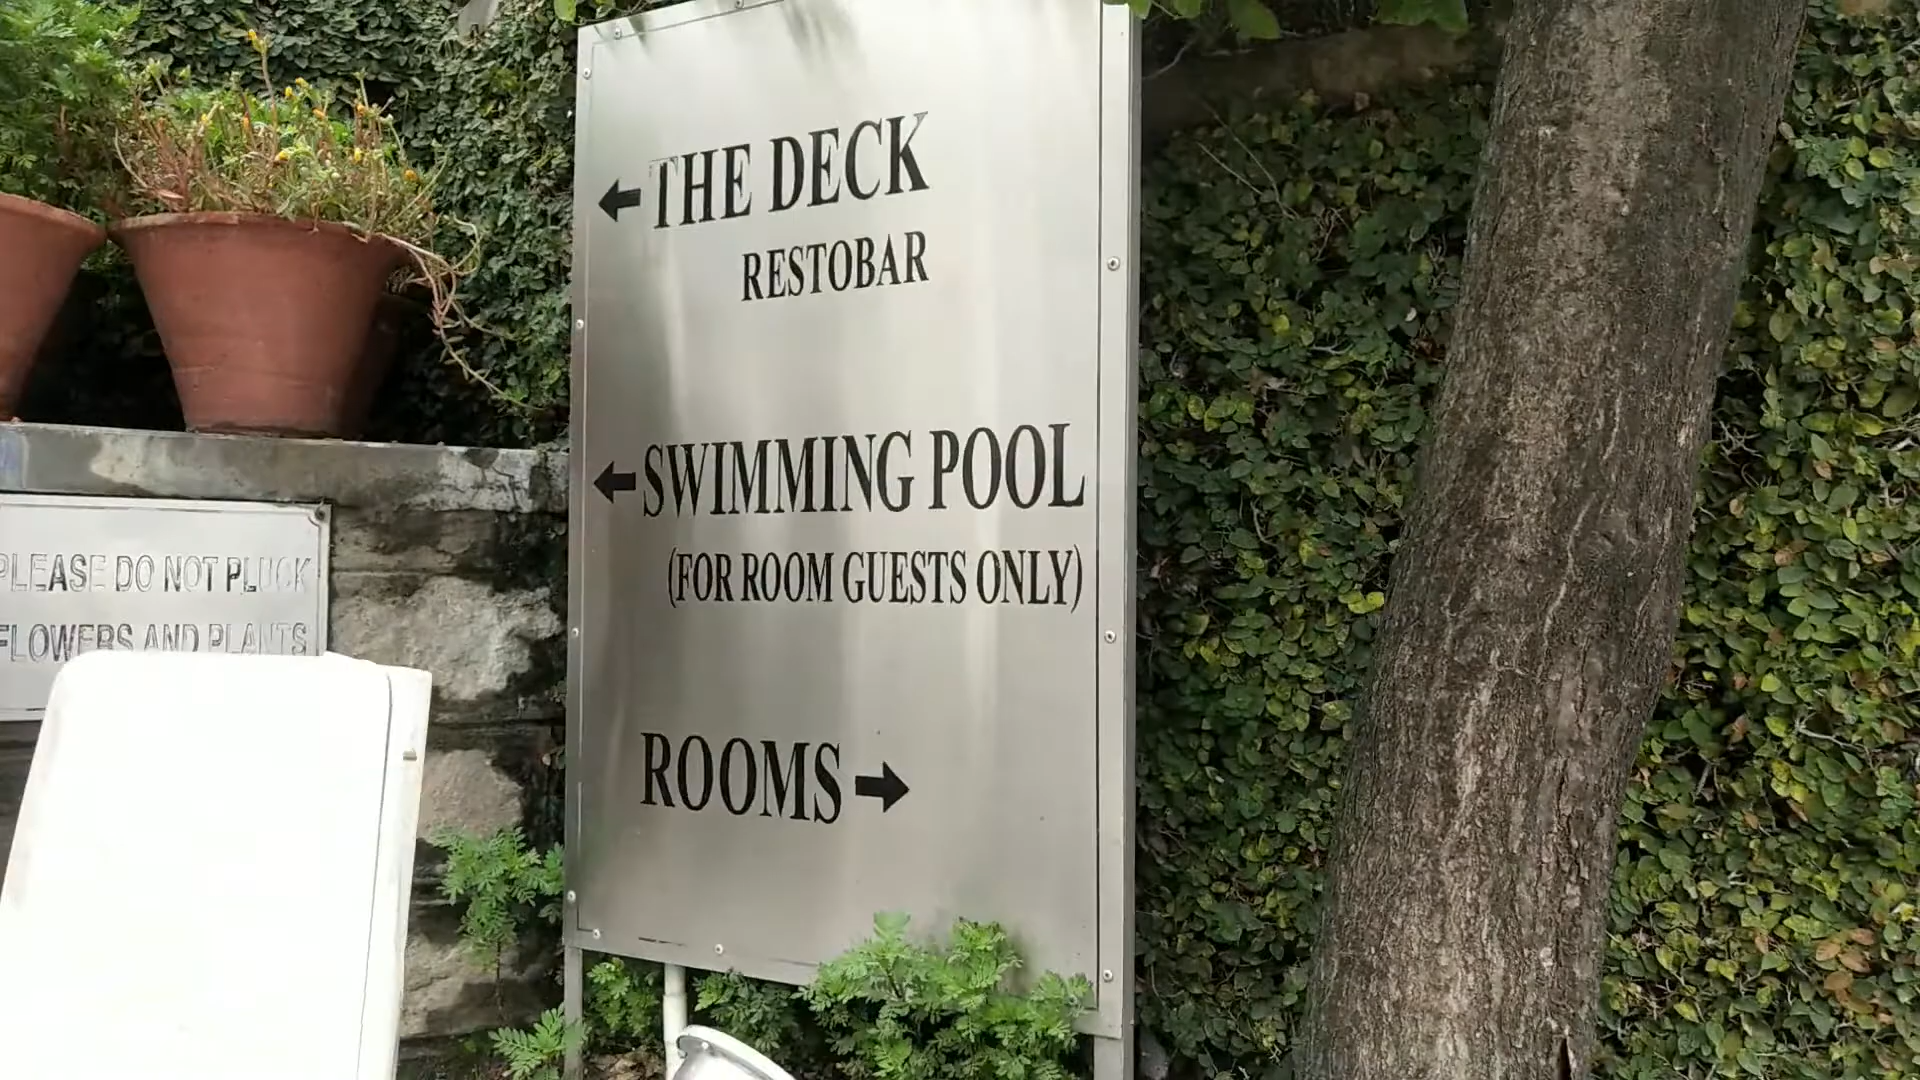 THE DECK
RESTOBAR
SWIMMING POOL
(FOR ROOM GUESTS ONLY)
ROOMS
PLEASE DO NOT PLUCK
FLOWERS AND PLANTS